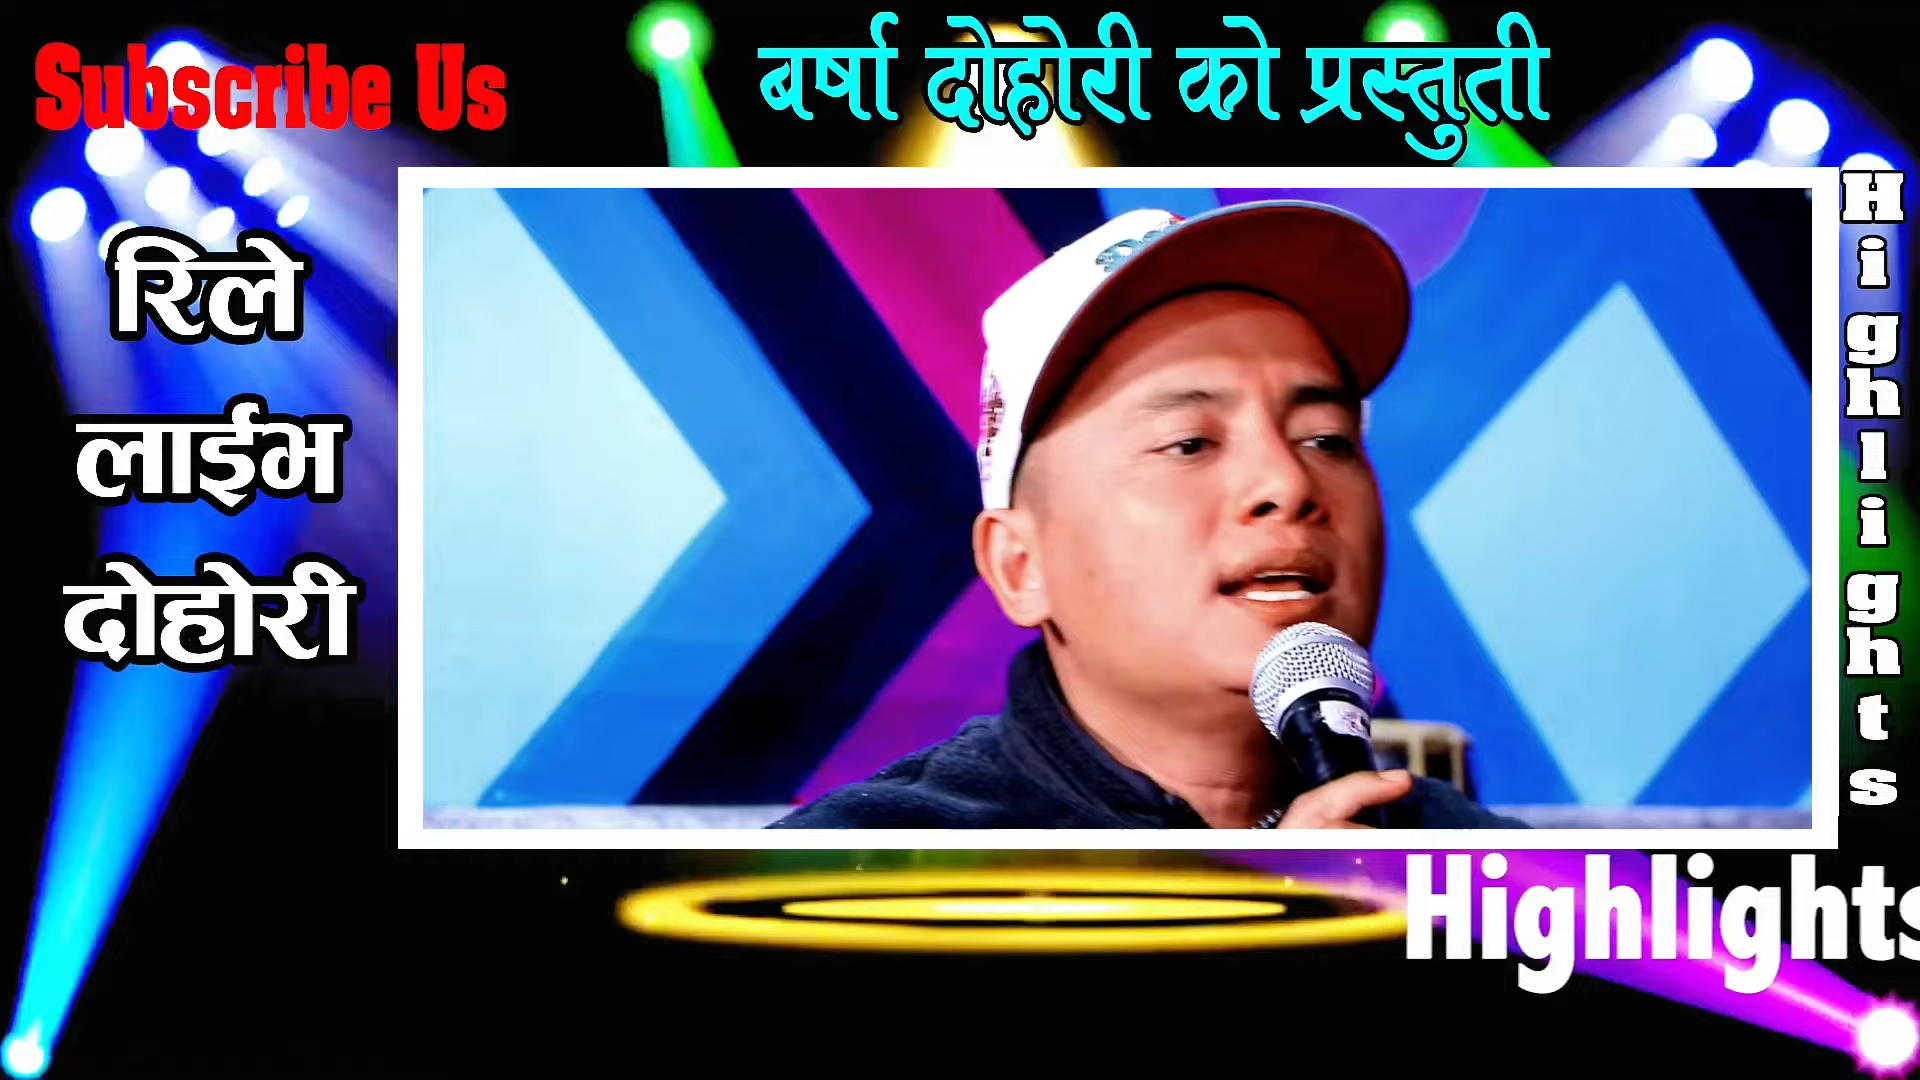 Subscribe Us
बर्षा दोहोरी को प्रस्तुती
रिले
लाईभ
दोहोरी
Highlights
Highlights